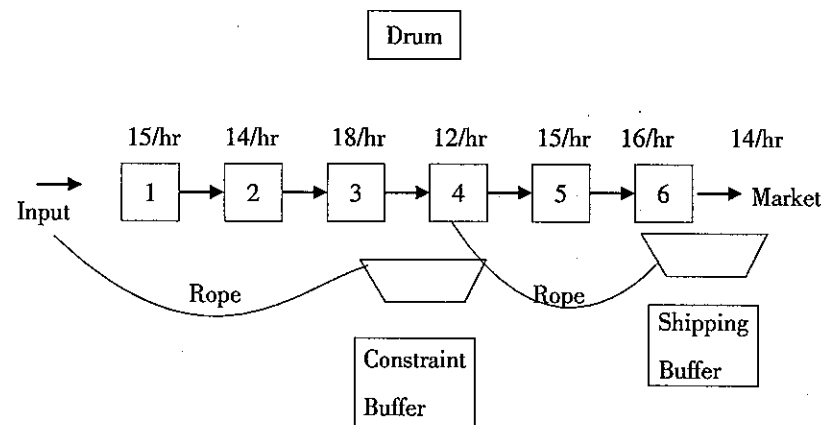 Drum
15/hr 14/hr 18/hr 12/hr 15/hr 16/hr 14/hr
1 2 3 4 5 6 Market
Input
Rope Rope
Shipping
Buffer
Constraint
Buffer